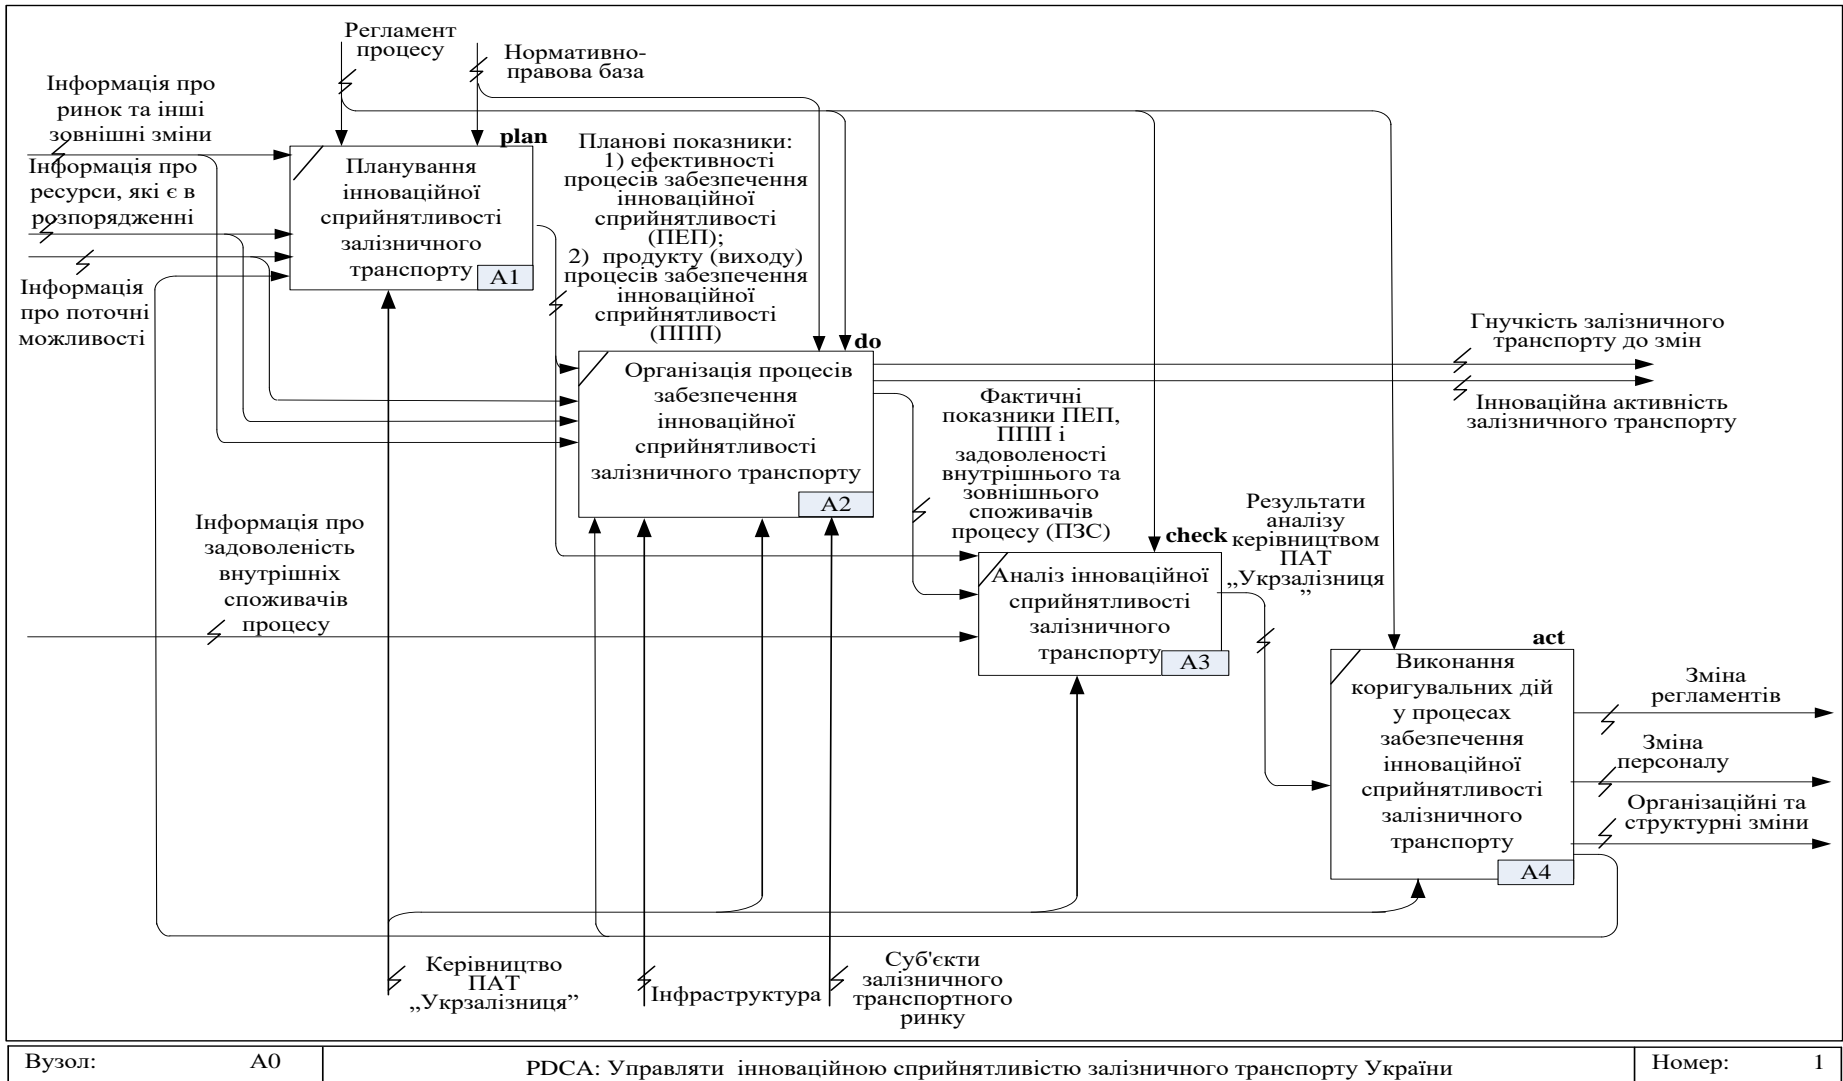 Регламент
процесу
Нормативно-
правова база
Інформація про
ринок та інші
зовнішні зміни
Інформація про
ресурси, які є в
розпорядженні
Інформація
про поточні
можливості
plan
Планування
інноваційної
сприйнятливості
залізничного
транспорту
A1
Планові показники:
1) ефективності
процесів забезпечення
інноваційної
сприйнятливості
(ПЕП);
2) продукту (виходу)
процесів забезпечення
інноваційної
сприйнятливості
(ППП)
do
Організація процесів
забезпечення
інноваційної
сприйнятливості
залізничного транспорту
A2
Гнучкість залізничного
транспорту до змін
Інноваційна активність
залізничного транспорту
Фактичні
показники ПЕП,
ППП і
задоволеності
внутрішнього та
зовнішнього
споживачів
процесу (ПЗС)
Інформація про
задоволеність
внутрішніх
споживачів
процесу
check
Аналіз інноваційної
сприйнятливості
залізничного
транспорту
A3
Результати
аналізу
керівництвом
ПАТ
„Укрзалізниця
”
act
Виконання
коригувальних дій
у процесах
забезпечення
інноваційної
сприйнятливості
залізничного
транспорту
A4
Зміна
регламентів
Зміна
персоналу
Організаційні та
структурні зміни
Керівництво
ПАТ
„Укрзалізниця”
Інфраструктура
Суб'єкти
залізничного
транспортного
ринку
Вузол: A0
PDCA: Управляти інноваційною сприйнятливістю залізничного транспорту України
Номер: 1